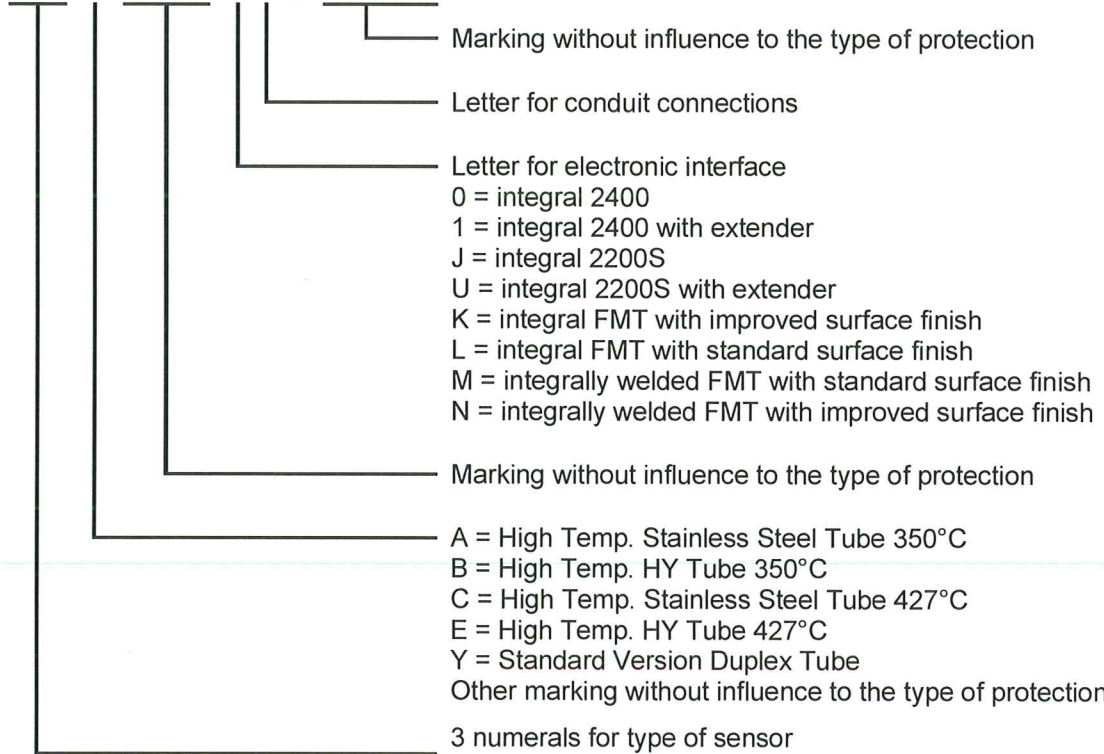 Marking without influence to the type of protection
Letter for conduit connections
Letter for electronic interface
0 = integral 2400
1 = integral 2400 with extender
J = integral 2200S
U = integral 2200S with extender
K = integral FMT with improved surface finish
L = integral FMT with standard surface finish
M = integrally welded FMT with standard surface finish
N = integrally welded FMT with improved surface finish
Marking without influence to the type of protection
A = High Temp. Stainless Steel Tube 350°C
B = High Temp. HY Tube 350°C
C = High Temp. Stainless Steel Tube 427°C
E = High Temp. HY Tube 427°C
Y = Standard Version Duplex Tube
Other marking without influence to the type of protection
3 numerals for type of sensor